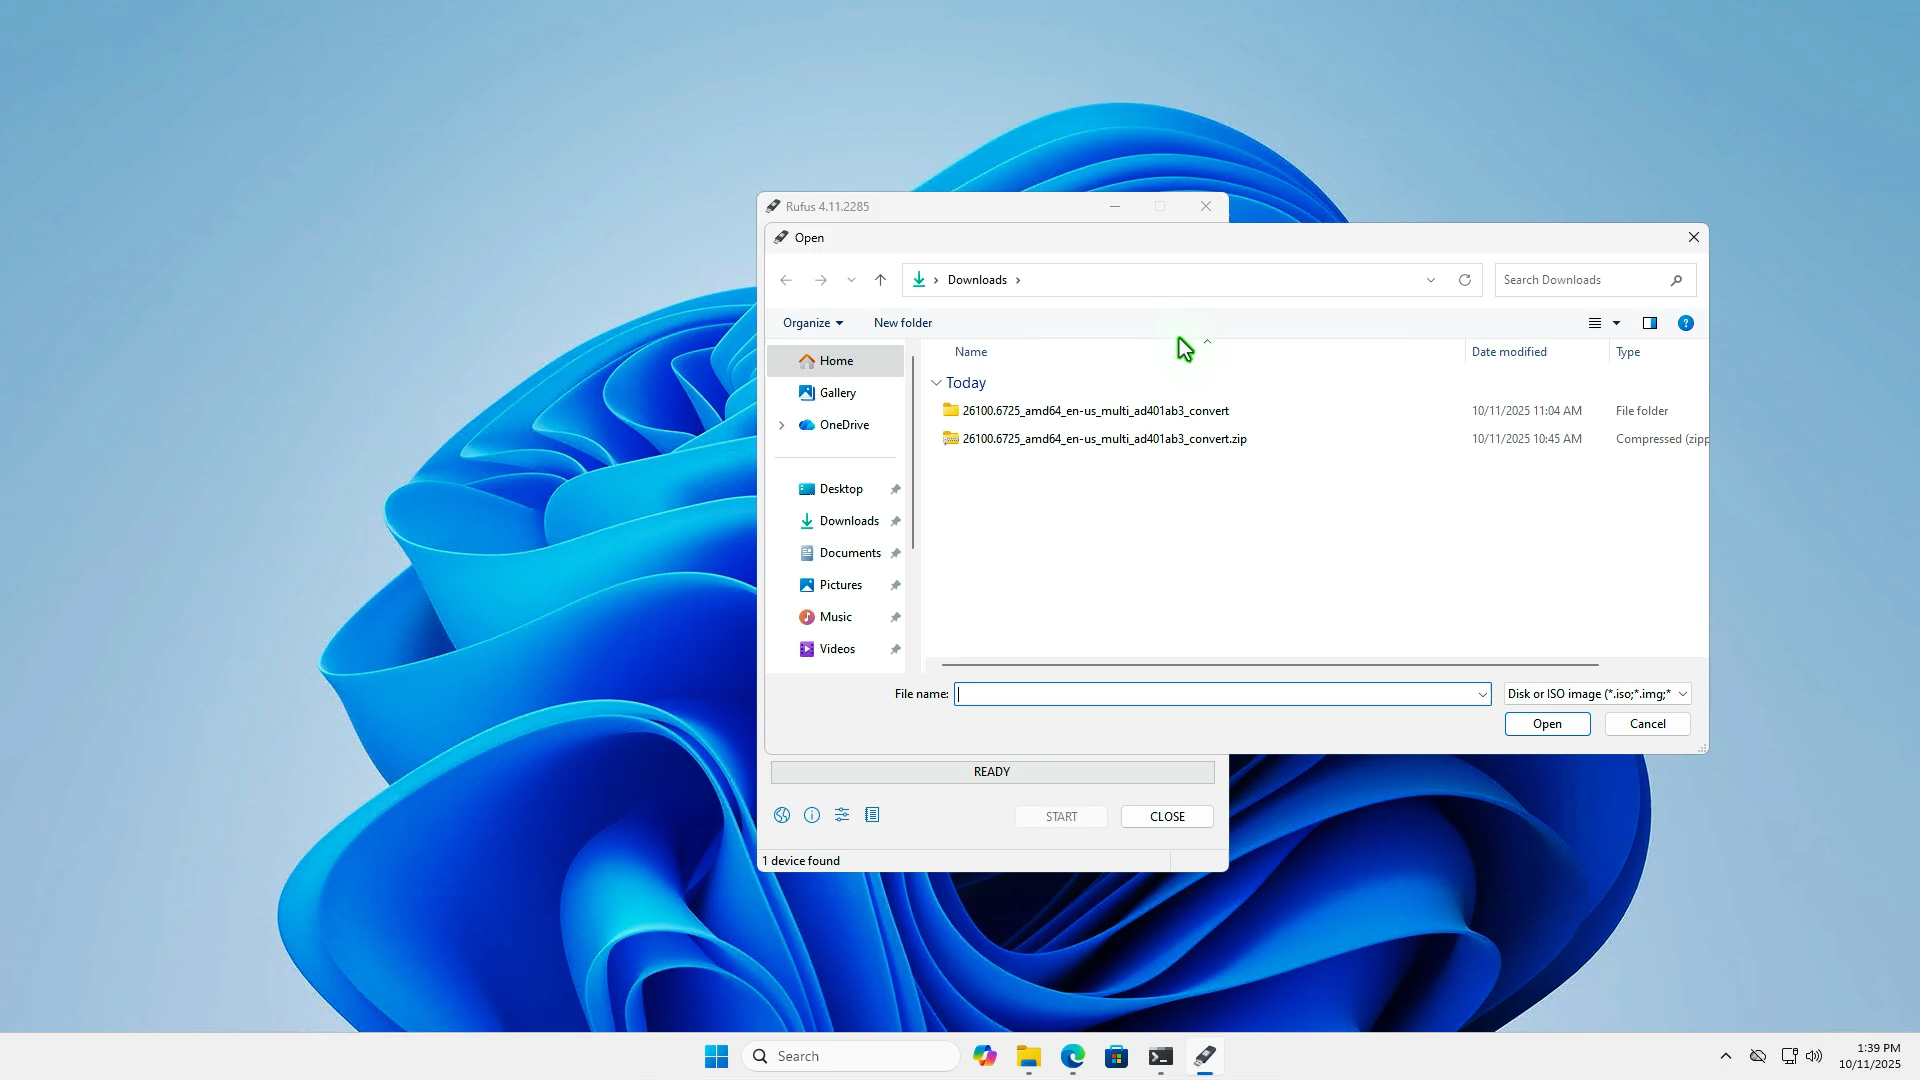 Rufus 4.11.2285
Open
Downloads
Search Downloads
Organize
New folder
Home
Gallery
OneDrive
Desktop
Downloads
Documents
Pictures
Music
Videos
Name
Date modified
Type
Today
26100.6725_amd64_en-us_multi_ad401ab3_convert
10/11/2025 11:04 AM
File folder
26100.6725_amd64_en-us_multi_ad401ab3_convert.zip
10/11/2025 10:45 AM
Compressed (zipp
File name:
Disk or ISO image (*.iso;*.img;*
Open
Cancel
READY
START
CLOSE
1 device found
Search
1:39 PM
10/11/2025